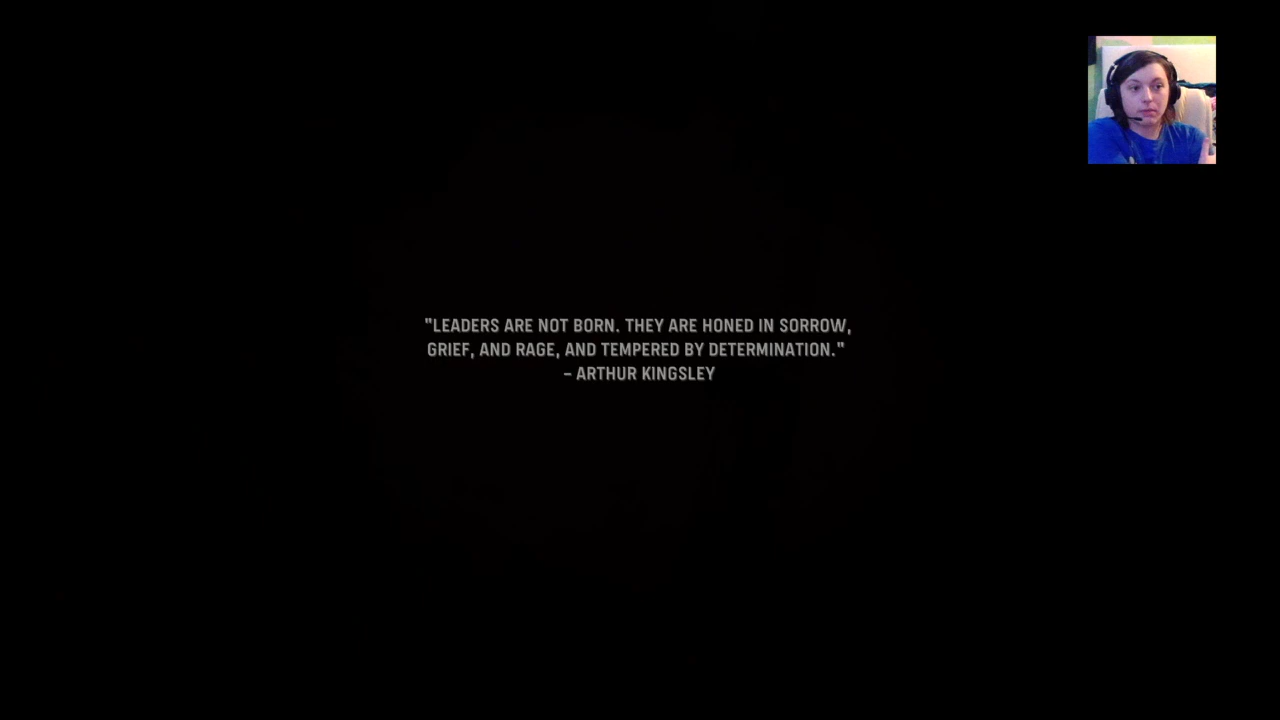 "LEADERS ARE NOT BORN. THEY ARE HONED IN SORROW,
GRIEF, AND RAGE, AND TEMPERED BY DETERMINATION."
– ARTHUR KINGSLEY